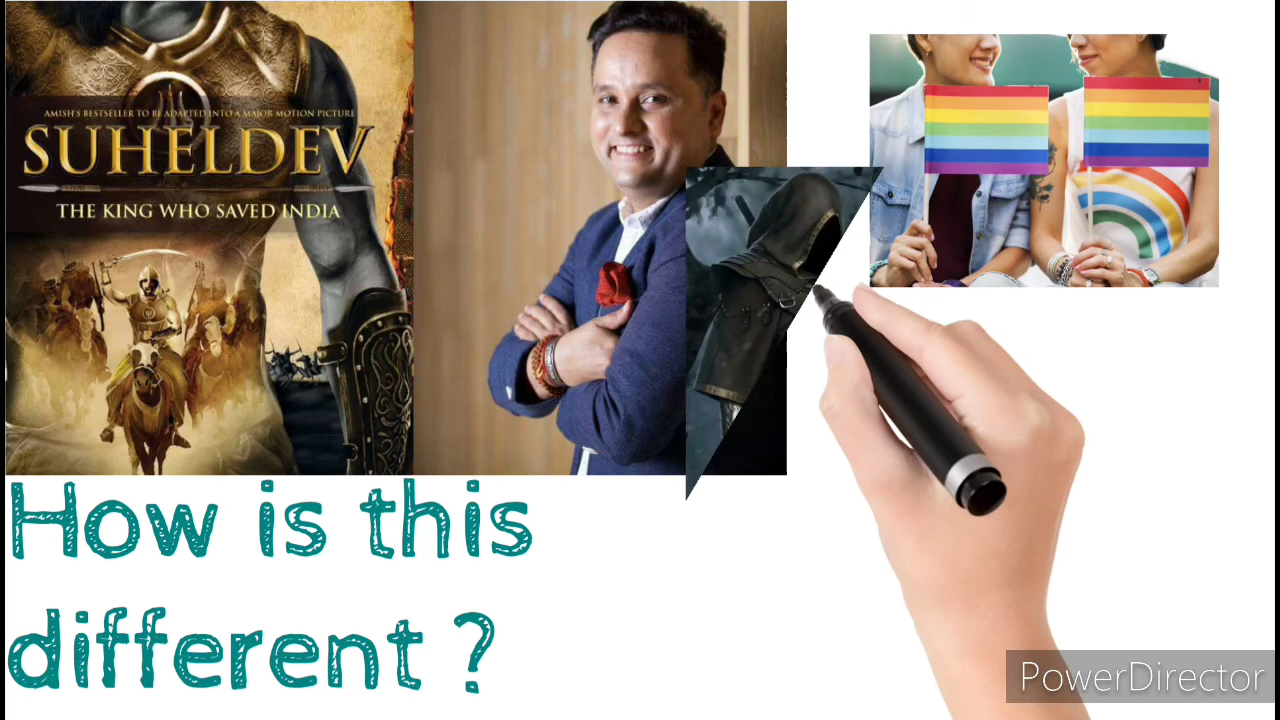 AMISH'S BESTSELLER TO BE ADAPTED INTO A MAJOR MOTION PICTURE
SUHELDEV
THE KING WHO SAVED INDIA
How is this
different ?
PowerDirector